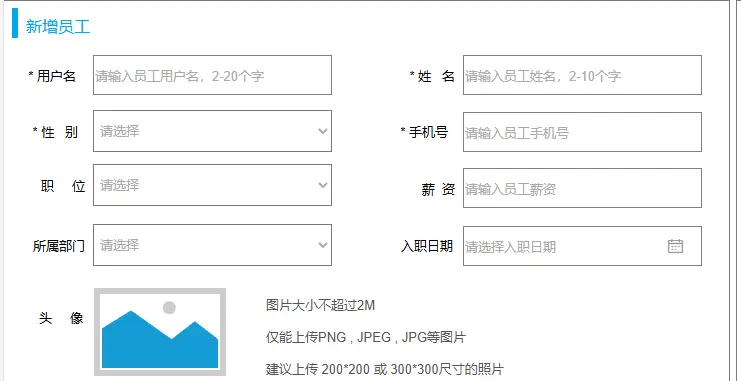 新增员工
* 用户名 请输入员工用户名，2-20个字 * 姓 名 请输入员工姓名，2-10个字
* 性 别 请选择 * 手机号 请输入员工手机号
职 位 请选择 薪 资 请输入员工薪资
所属部门 请选择 入职日期 请选择入职日期
头 像
图片大小不超过2M
仅能上传PNG , JPEG , JPG等图片
建议上传 200*200 或 300*300尺寸的照片